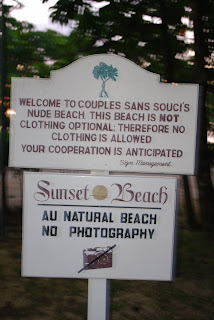 WELCOME TO COUPLES SANS SOUCI'S
NUDE BEACH. THIS BEACH IS NOT
CLOTHING OPTIONAL; THEREFORE NO
CLOTHING IS ALLOWED
YOUR COOPERATION IS ANTICIPATED
Sgn. Management
Sunset Beach
AU NATURAL BEACH
NO PHOTOGRAPHY